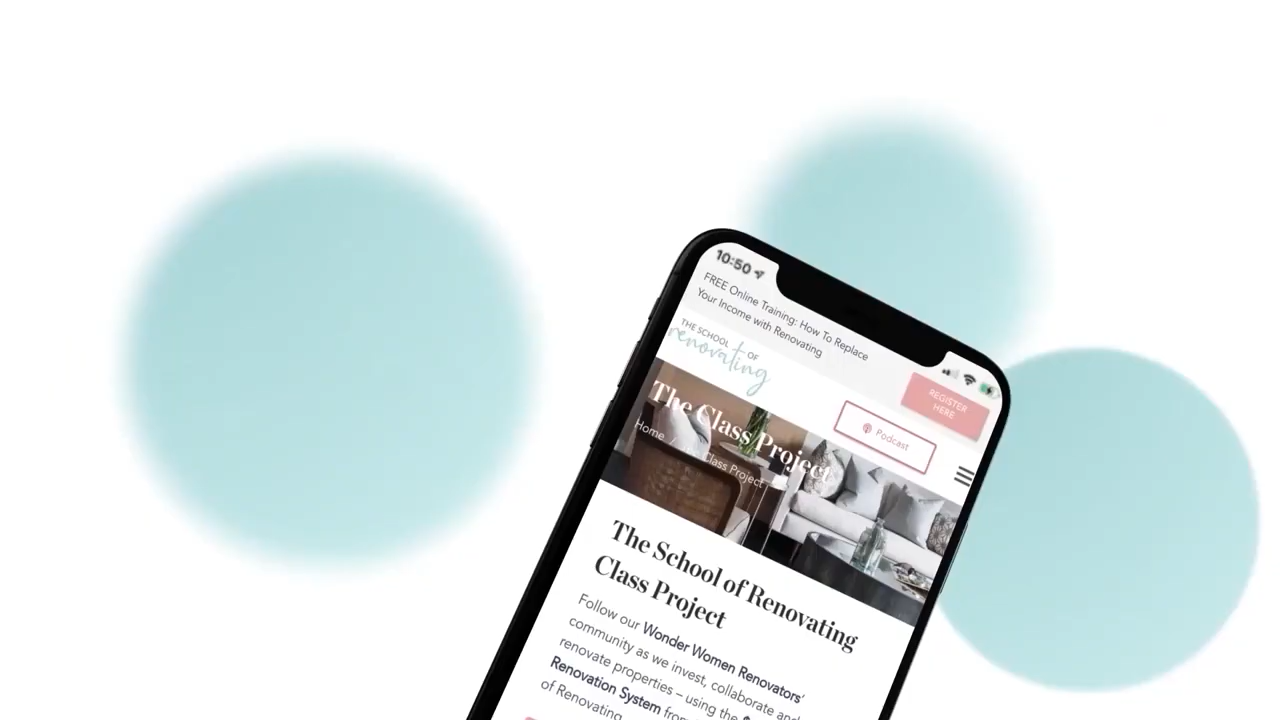 10:50
FREE Online Training: How To Replace
Your Income with Renovating
REGISTER
HERE
THE SCHOOL OF
renovating
Podcast
The Class Project
Home / Class Project
The School of Renovating
Class Project
Follow our Wonder Women Renovators'
community as we invest, collaborate and
renovate properties – using the
Renovation System from
of Renovating